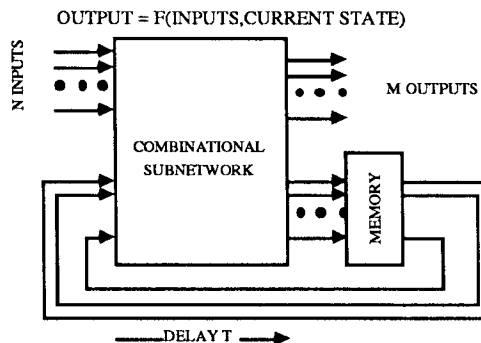 OUTPUT = F(INPUTS,CURRENT STATE)
N INPUTS
M OUTPUTS
COMBINATIONAL
SUBNETWORK
MEMORY
DELAY T